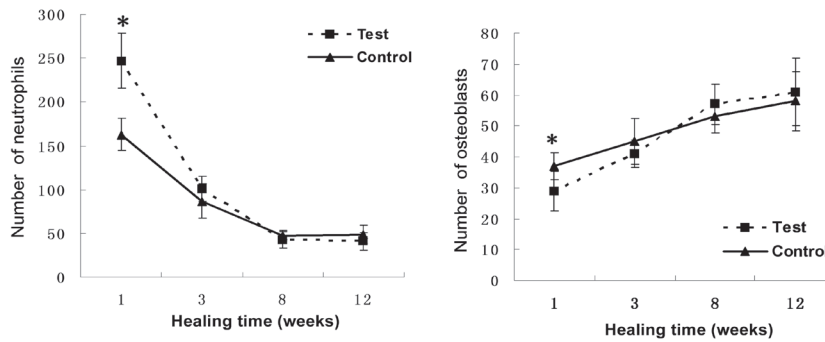 300
250
200
150
100
50
0
Number of neutrophils
*
Test
Control
1 3 8 12
Healing time (weeks)
80
70
60
50
40
30
20
10
0
Number of osteoblasts
*
Test
Control
1 3 8 12
Healing time (weeks)